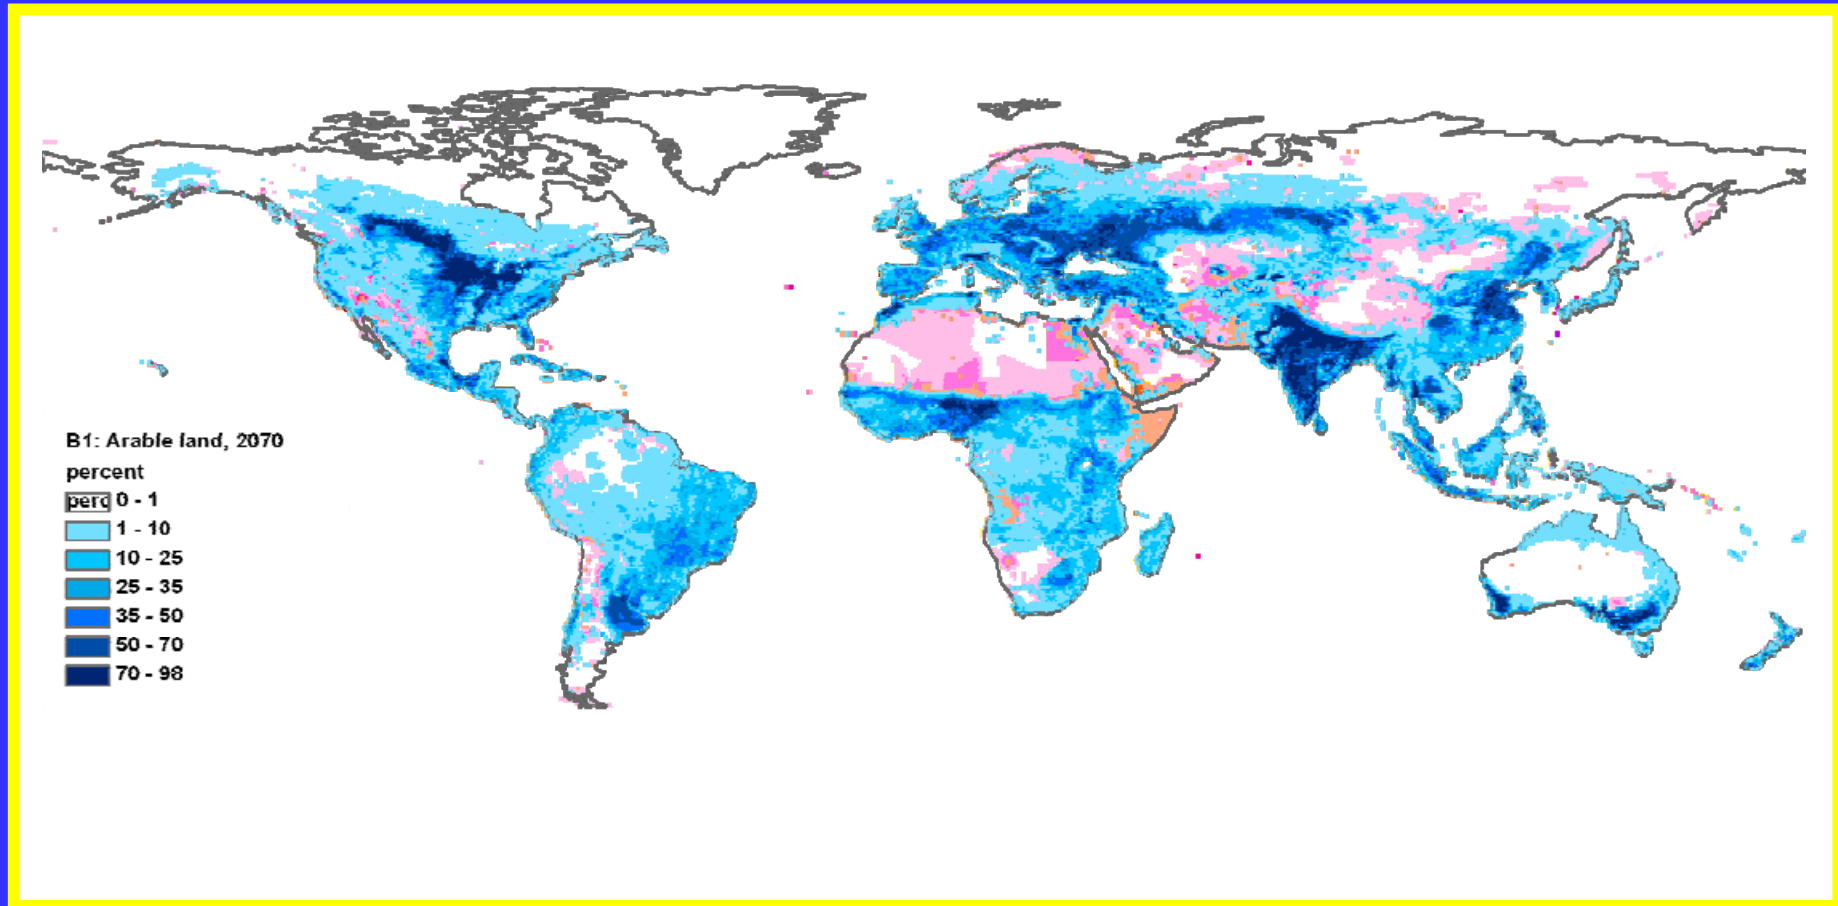 B1: Arable land, 2070
percent
perc 0 - 1
1 - 10
10 - 25
25 - 35
35 - 50
50 - 70
70 - 98